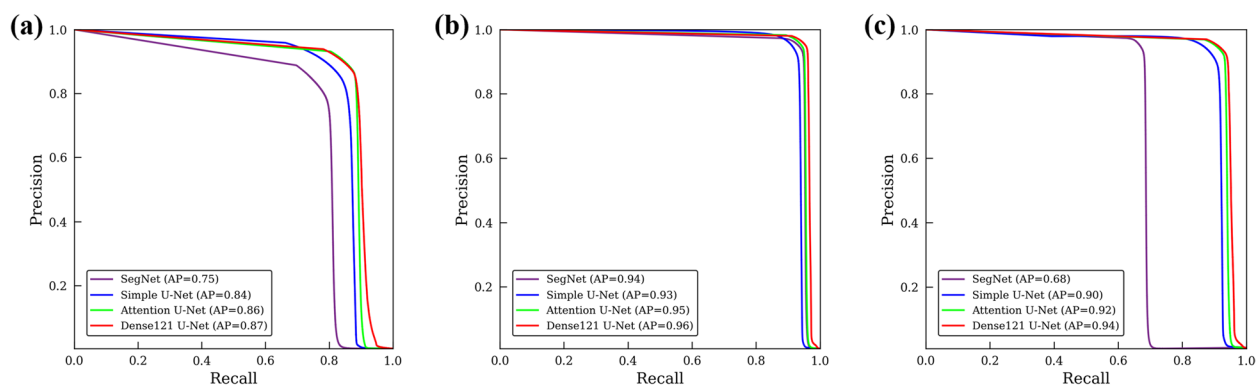 (a)
1.0
0.8
0.6
0.4
0.2
Precision
SegNet (AP=0.75)
Simple U-Net (AP=0.84)
Attention U-Net (AP=0.86)
Dense121 U-Net (AP=0.87)
0.0 0.2 0.4 0.6 0.8 1.0
Recall
(b)
1.0
0.8
0.6
0.4
0.2
Precision
SegNet (AP=0.94)
Simple U-Net (AP=0.93)
Attention U-Net (AP=0.95)
Dense121 U-Net (AP=0.96)
0.0 0.2 0.4 0.6 0.8 1.0
Recall
(c)
1.0
0.8
0.6
0.4
0.2
Precision
SegNet (AP=0.68)
Simple U-Net (AP=0.90)
Attention U-Net (AP=0.92)
Dense121 U-Net (AP=0.94)
0.0 0.2 0.4 0.6 0.8 1.0
Recall